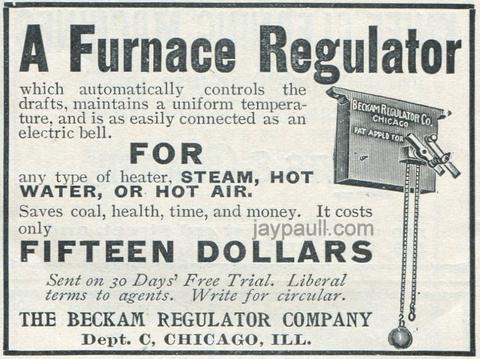 A Furnace Regulator
which automatically controls the
drafts, maintains a uniform tempera-
ture, and is as easily connected as an
electric bell.
FOR
any type of heater, STEAM, HOT
WATER, OR HOT AIR.
Saves coal, health, time, and money. It costs
only
FIFTEEN DOLLARS
Sent on 30 Days' Free Trial. Liberal
terms to agents. Write for circular.
THE BECKAM REGULATOR COMPANY
Dept. C, CHICAGO, ILL.
BECKAM REGULATOR CO.
CHICAGO
PAT APPLD FOR
jaypaull.com